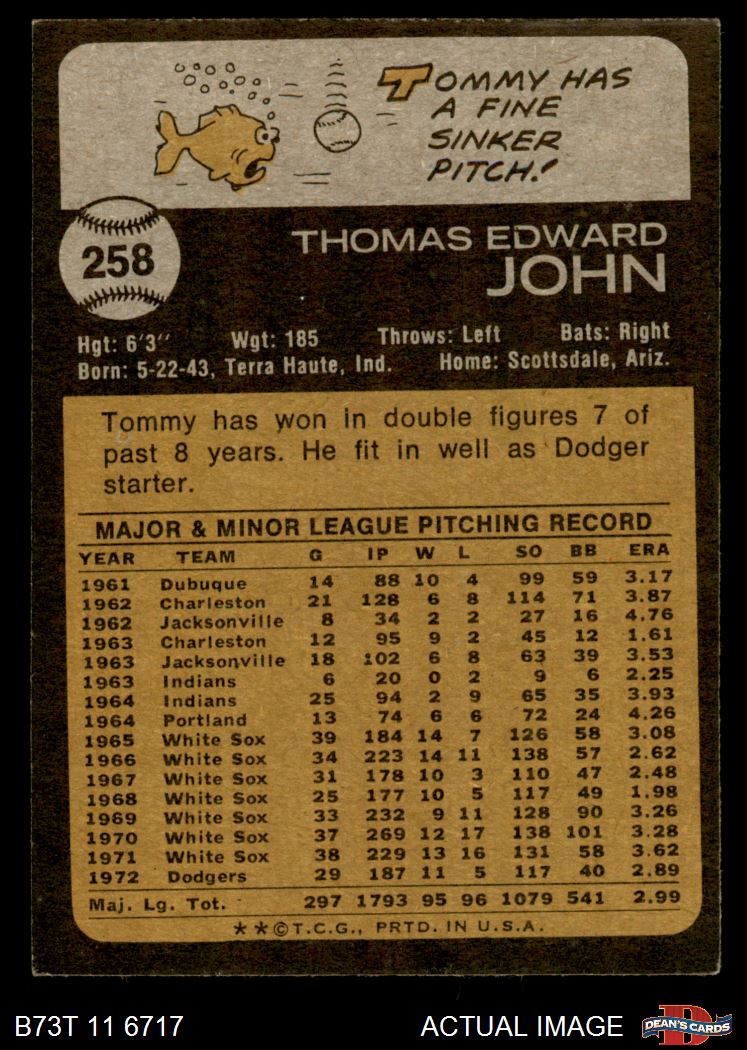 TOMMY HAS
A FINE
SINKER
PITCH!
258
THOMAS EDWARD
JOHN
Hgt: 6'3" Wgt: 185 Throws: Left Bats: Right
Born: 5-22-43, Terra Haute, Ind. Home: Scottsdale, Ariz.
Tommy has won in double figures 7 of
past 8 years. He fit in well as Dodger
starter.
MAJOR & MINOR LEAGUE PITCHING RECORD
YEAR TEAM G IP W L SO BB ERA
1961 Dubuque 14 88 10 4 99 59 3.17
1962 Charleston 21 128 6 8 114 71 3.87
1962 Jacksonville 8 34 2 2 27 16 4.76
1963 Charleston 12 95 9 2 45 12 1.61
1963 Jacksonville 18 102 6 8 63 39 3.53
1963 Indians 6 20 0 2 9 6 2.25
1964 Indians 25 94 2 9 65 35 3.93
1964 Portland 13 74 6 6 72 24 4.26
1965 White Sox 39 184 14 7 126 58 3.08
1966 White Sox 34 223 14 11 138 57 2.62
1967 White Sox 31 178 10 3 110 47 2.48
1968 White Sox 25 177 10 5 117 49 1.98
1969 White Sox 33 232 9 11 128 90 3.26
1970 White Sox 37 269 12 17 138 101 3.28
1971 White Sox 38 229 13 16 131 58 3.62
1972 Dodgers 29 187 11 5 117 40 2.89
Maj. Lg. Tot. 297 1793 95 96 1079 541 2.99
**©T.C.G., PRTD. IN U.S.A.
B73T 11 6717 ACTUAL IMAGE DEAN'S CARDS